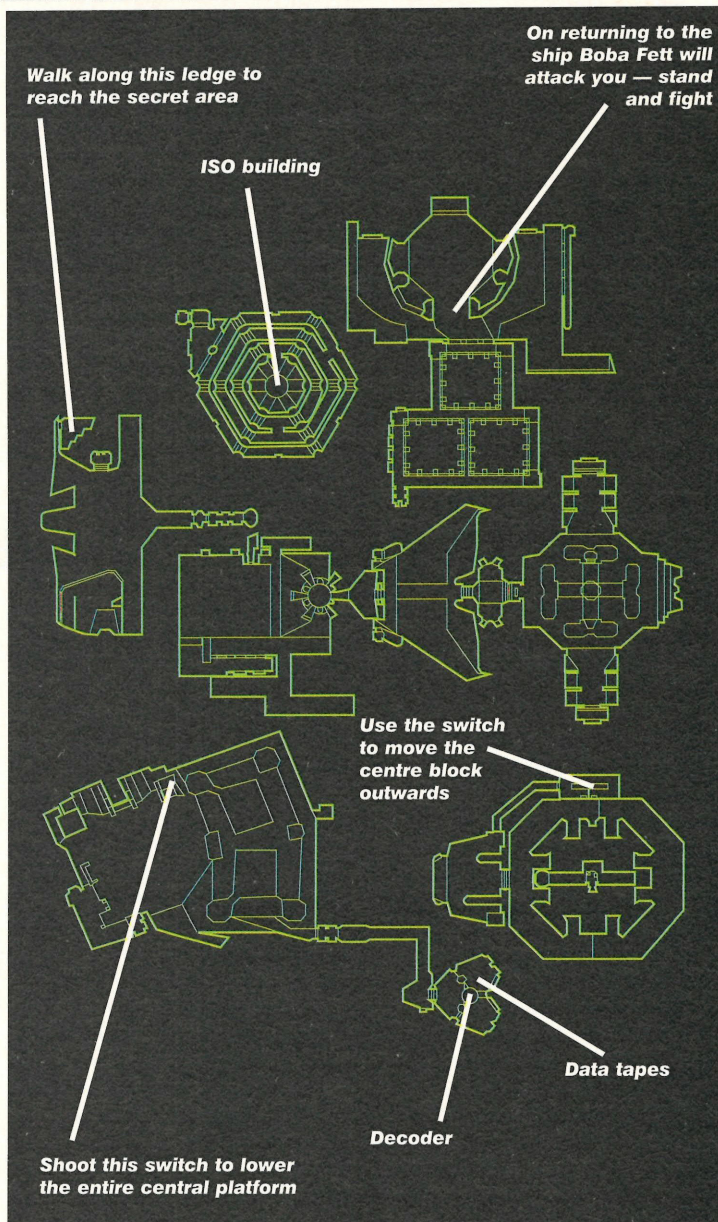 On returning to the
ship Boba Fett will
attack you — stand
and fight
Walk along this ledge to
reach the secret area
ISO building
Use the switch
to move the
centre block
outwards
Data tapes
Decoder
Shoot this switch to lower
the entire central platform